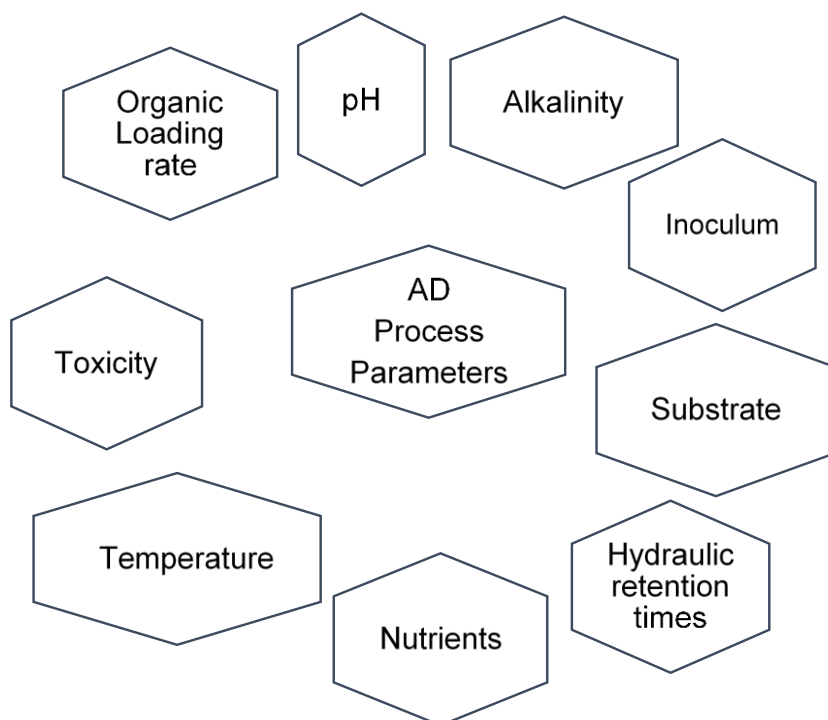 Organic
Loading
rate
pH
Alkalinity
Inoculum
AD
Process
Parameters
Toxicity
Substrate
Temperature
Hydraulic
retention
times
Nutrients